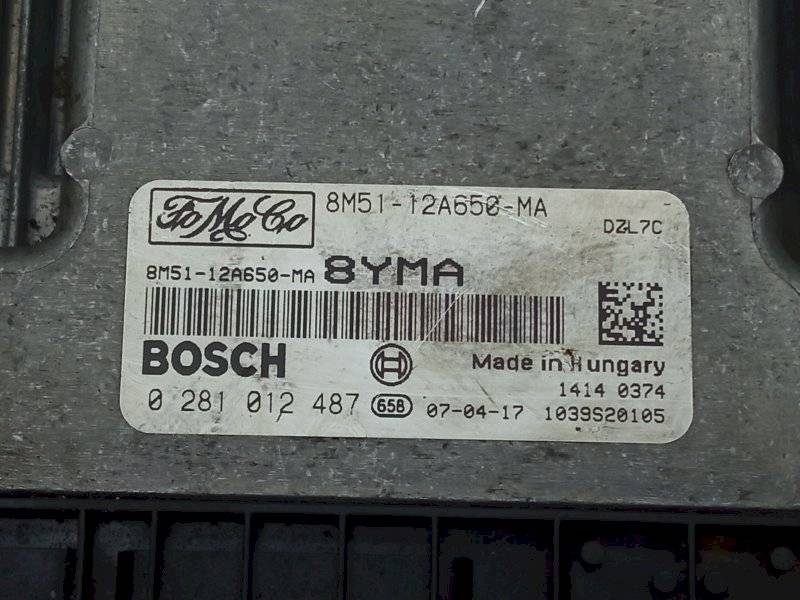 FoMoCo
8M51-12A650-MA
DZL7C
8M51-12A650-MA 8YMA
BOSCH
Made in Hungary
1414 0374
0 281 012 487 658 07-04-17 1039S20105